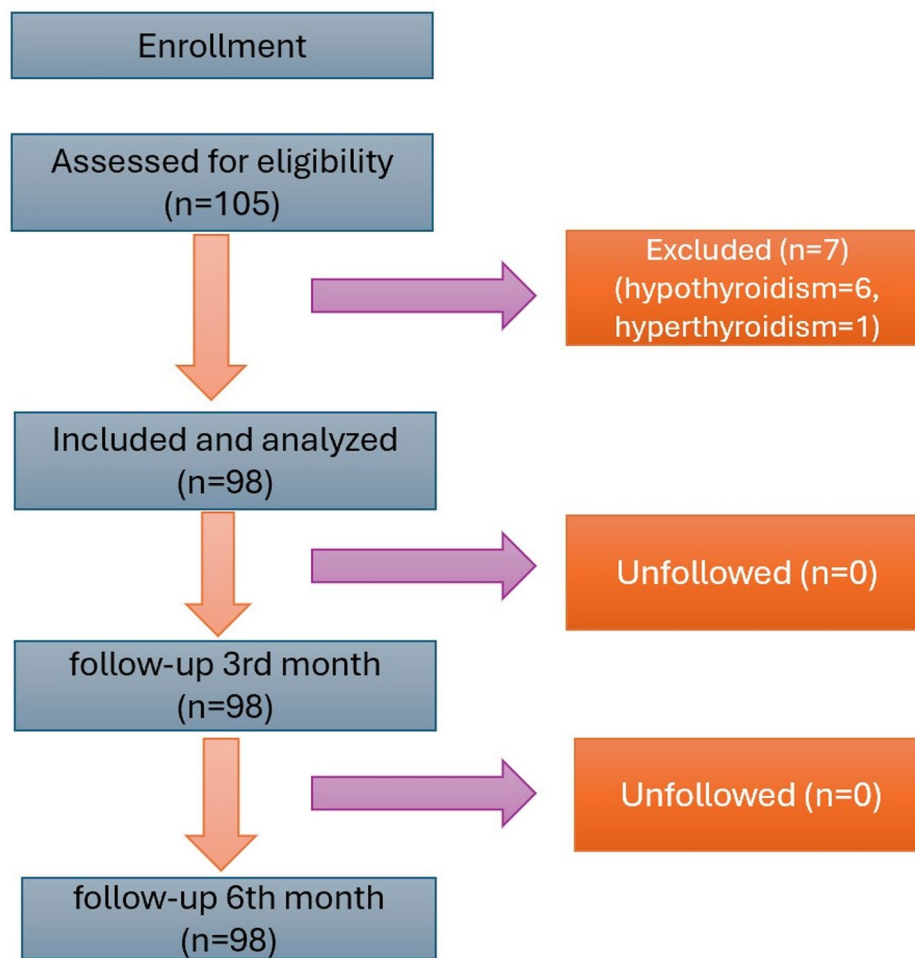 Enrollment
Assessed for eligibility
(n=105)
Excluded (n=7)
(hypothyroidism=6,
hyperthyroidism=1)
Included and analyzed
(n=98)
Unfollowed (n=0)
follow-up 3rd month
(n=98)
Unfollowed (n=0)
follow-up 6th month
(n=98)